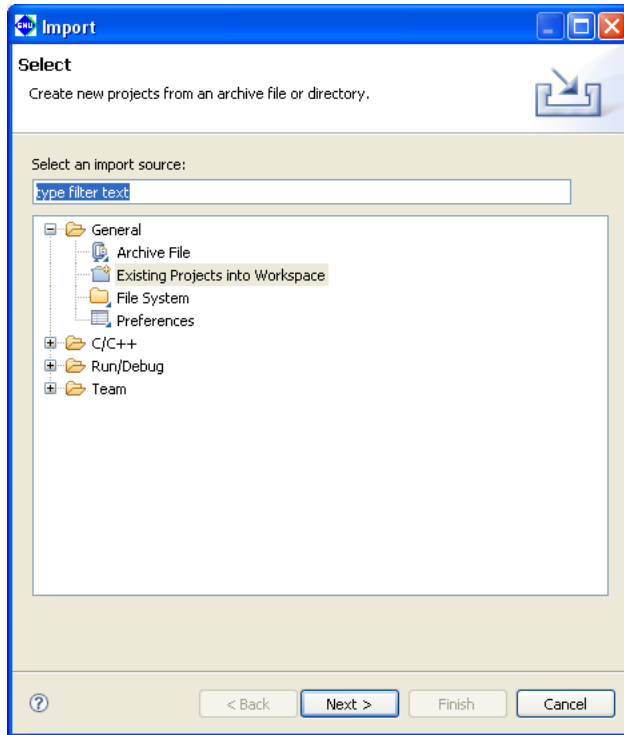 Import
Select
Create new projects from an archive file or directory.
Select an import source:
type filter text
General
Archive File
Existing Projects into Workspace
File System
Preferences
C/C++
Run/Debug
Team
< Back
Next >
Finish
Cancel